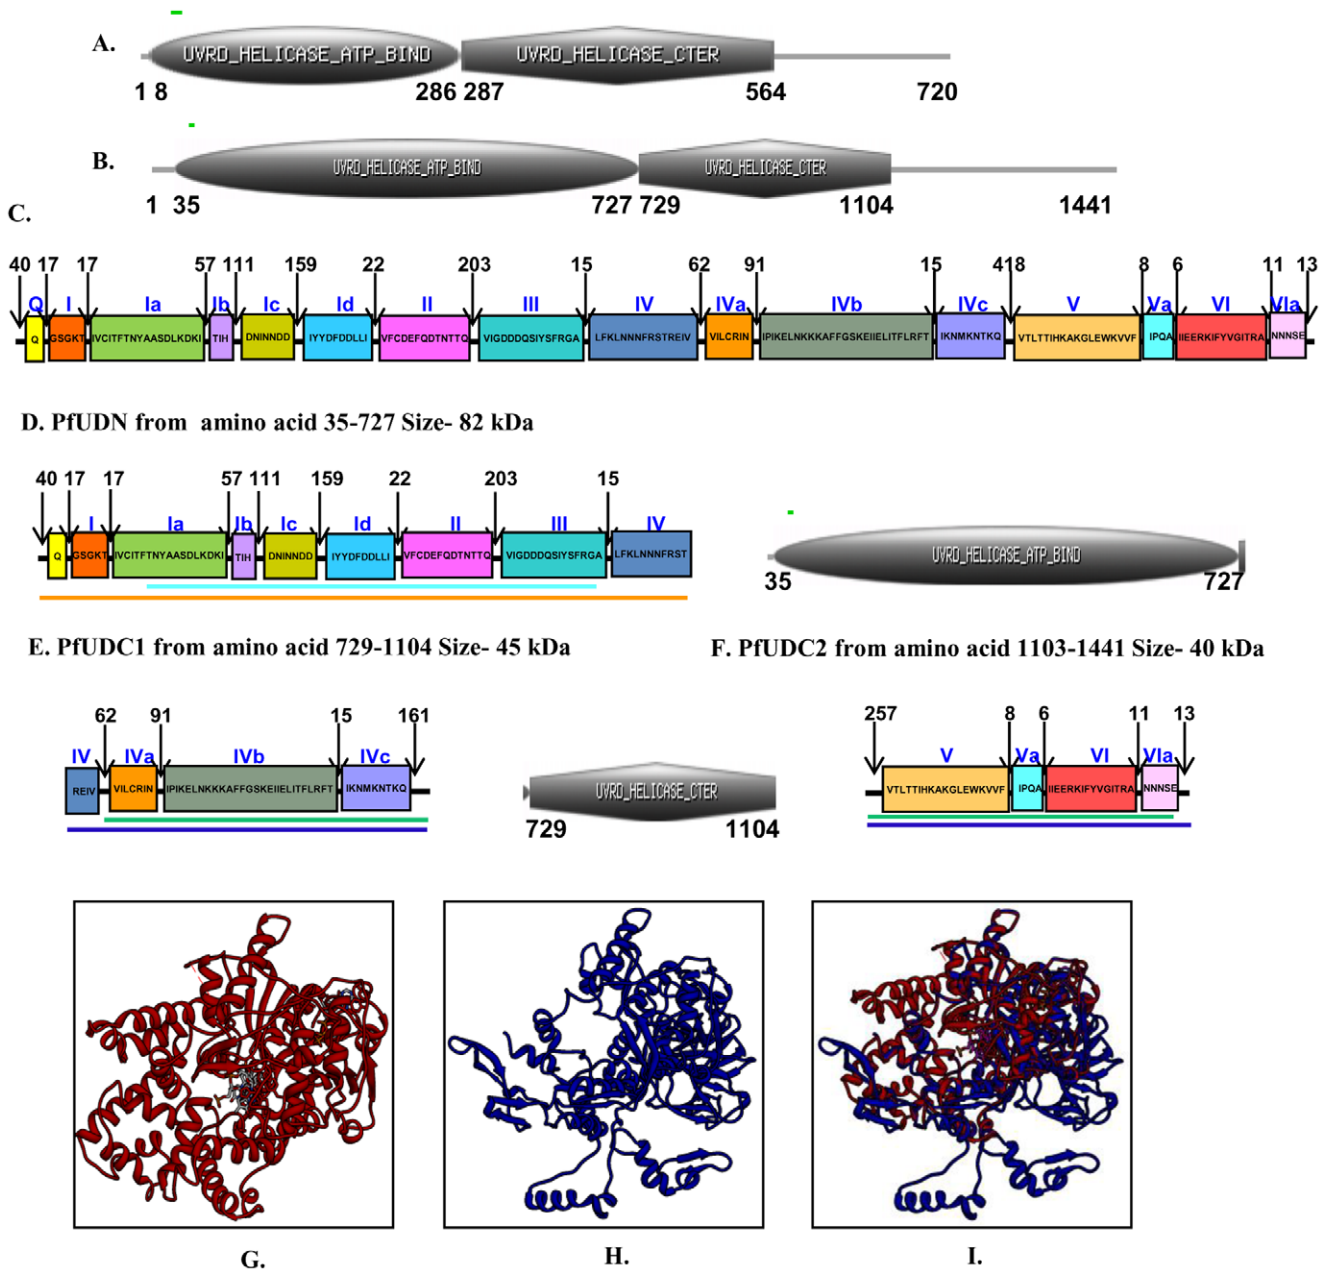 A.
UVRD_HELICASE_ATP_BIND UVRD_HELICASE_CTER
1 8 286 287 564 720
B.
UVRD_HELICASE_ATP_BIND UVRD_HELICASE_CTER
1 35 727 729 1104 1441
C.
40 17 17 57 111 159 22 203 15 62 91 15 418 8 6 11 13
Q I Ia Ib Ic Id II III IV IVa IVb IVc V Va VI VIa
Q GSGKT IVCITFTNYAASDLKDKI TIH DNINNDD IYYDFDDLLI VFCDEFQDTNTTQ VIGDDDQSIYSFRGA LFKLNNNFRSTREIV VILCRIN IPIKELNKKKAFFGSKEIIELITFLRFT IKNMKNTKQ VTLTTIHKAKGLEWKVVF IPQA IIEERKIFYVGITRA NNNSE
D. PfUDN from amino acid 35-727 Size- 82 kDa
40 17 17 57 111 159 22 203 15
I Ia Ib Ic Id II III IV
Q GSGKT IVCITFTNYAASDLKDKI TIH DNINNDD IYYDFDDLLI VFCDEFQDTNTTQ VIGDDDQSIYSFRGA LFKLNNNFRST
UVRD_HELICASE_ATP_BIND
35 727
E. PfUDC1 from amino acid 729-1104 Size- 45 kDa
F. PfUDC2 from amino acid 1103-1441 Size- 40 kDa
62 91 15 161
IV IVa IVb IVc
REIV VILCRIN IPIKELNKKKAFFGSKEIIELITFLRFT IKNMKNTKQ
UVRD_HELICASE_CTER
729 1104
257 8 6 11 13
V Va VI VIa
VTLTTIHKAKGLEWKVVF IPQA IIEERKIFYVGITRA NNNSE
G. H. I.